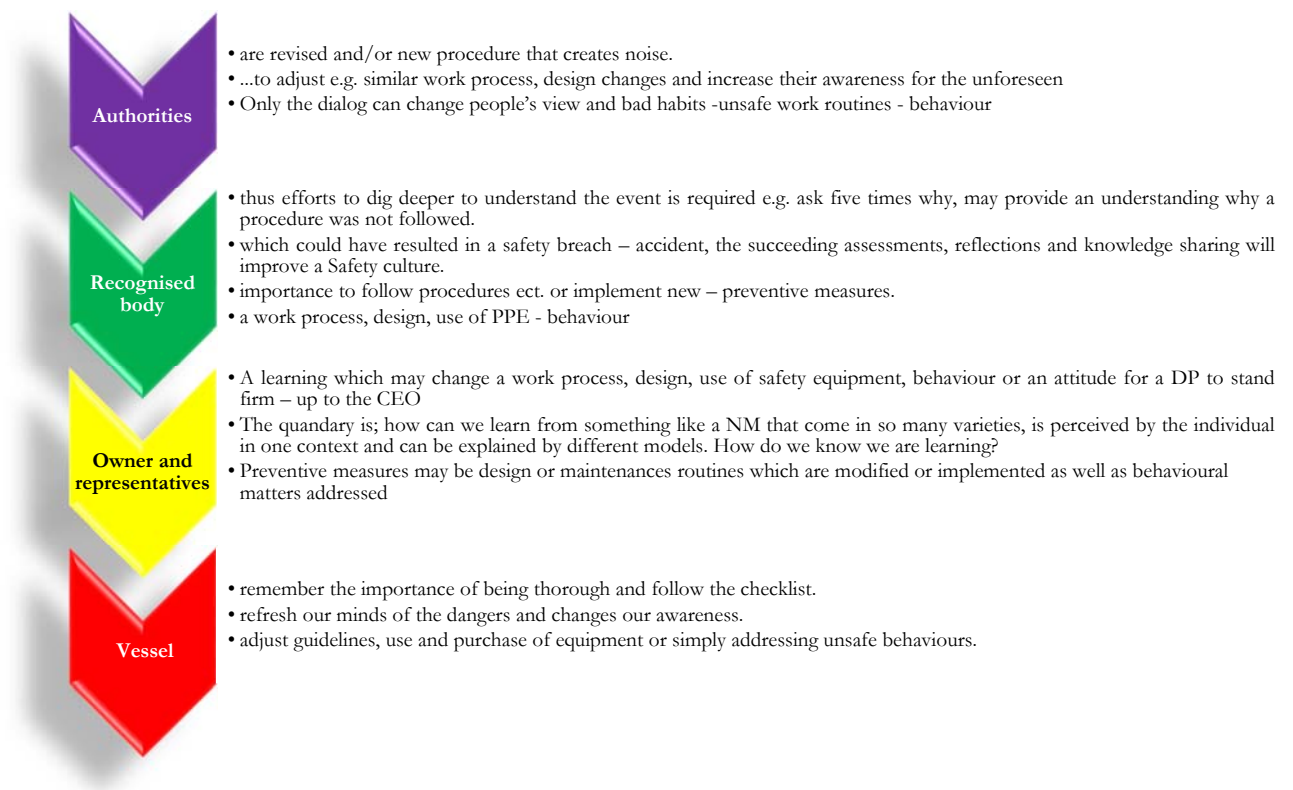 Authorities
• are revised and/or new procedure that creates noise.
• ...to adjust e.g. similar work process, design changes and increase their awareness for the unforeseen
• Only the dialog can change people's view and bad habits -unsafe work routines - behaviour
Recognised
body
• thus efforts to dig deeper to understand the event is required e.g. ask five times why, may provide an understanding why a
procedure was not followed.
• which could have resulted in a safety breach – accident, the succeeding assessments, reflections and knowledge sharing will
improve a Safety culture.
• importance to follow procedures ect. or implement new – preventive measures.
• a work process, design, use of PPE - behaviour
Owner and
representatives
• A learning which may change a work process, design, use of safety equipment, behaviour or an attitude for a DP to stand
firm – up to the CEO
• The quandary is; how can we learn from something like a NM that come in so many varieties, is perceived by the individual
in one context and can be explained by different models. How do we know we are learning?
• Preventive measures may be design or maintenances routines which are modified or implemented as well as behavioural
matters addressed
Vessel
• remember the importance of being thorough and follow the checklist.
• refresh our minds of the dangers and changes our awareness.
• adjust guidelines, use and purchase of equipment or simply addressing unsafe behaviours.